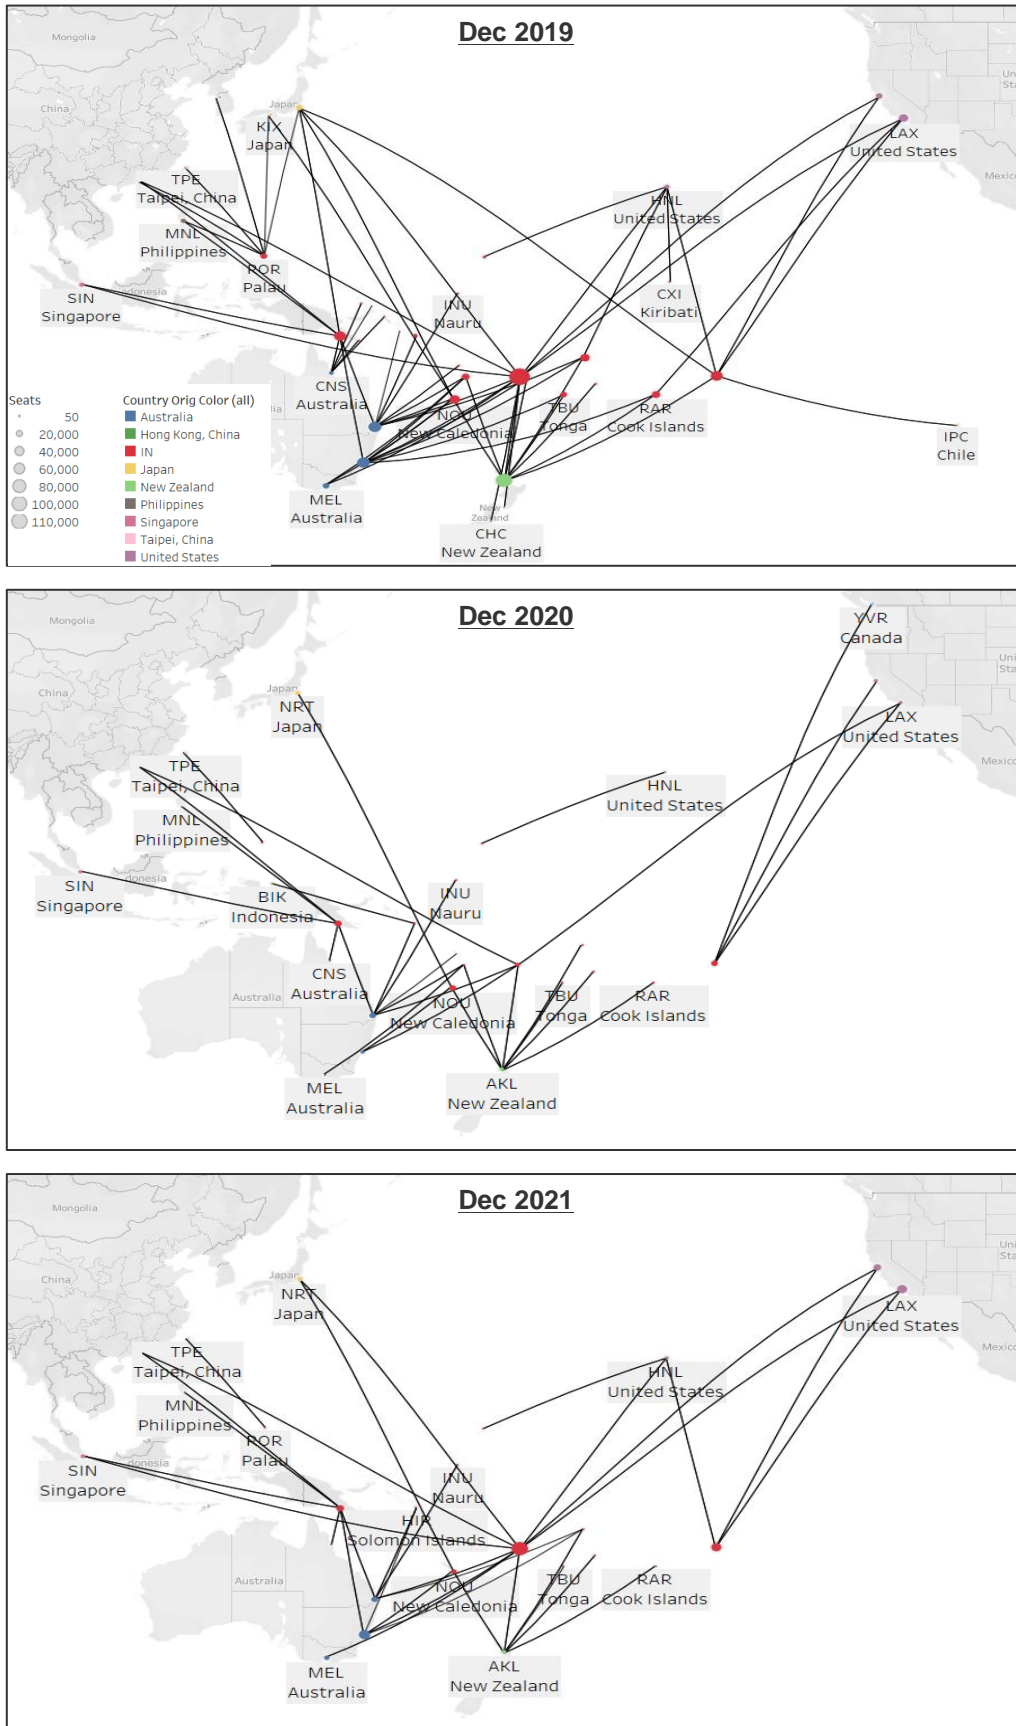 Dec 2019
Mongolia
China
Japan
KIX
Japan
LAX
United States
Mexico
TPE
Taipei, China
HNL
United States
MNL
Philippines
POR
Palau
SIN
Singapore
INU
Nauru
CXI
Kiribati
CNS
Australia
NOU
New Caledonia
TBU
Tonga
RAR
Cook Islands
IPC
Chile
MEL
Australia
New
Zealand
CHC
New Zealand
Seats
50
20,000
40,000
60,000
80,000
100,000
110,000
Country Orig Color (all)
Australia
Hong Kong, China
IN
Japan
New Zealand
Philippines
Singapore
Taipei, China
United States
Dec 2020
Mongolia
China
Japan
NRT
Japan
YVR
Canada
LAX
United States
Mexico
TPE
Taipei, China
HNL
United States
MNL
Philippines
SIN
Singapore
donesia
BIK
Indonesia
INU
Nauru
CNS
Australia
Australia
NOU
New Caledonia
TBU
Tonga
RAR
Cook Islands
MEL
Australia
AKL
New Zealand
Dec 2021
Mongolia
China
Japan
NRT
Japan
LAX
United States
Mexico
TPE
Taipei, China
HNL
United States
MNL
Philippines
POR
Palau
SIN
Singapore
donesia
INU
Nauru
HIR
Solomon Islands
Australia
NOU
New Caledonia
TBU
Tonga
RAR
Cook Islands
MEL
Australia
AKL
New Zealand